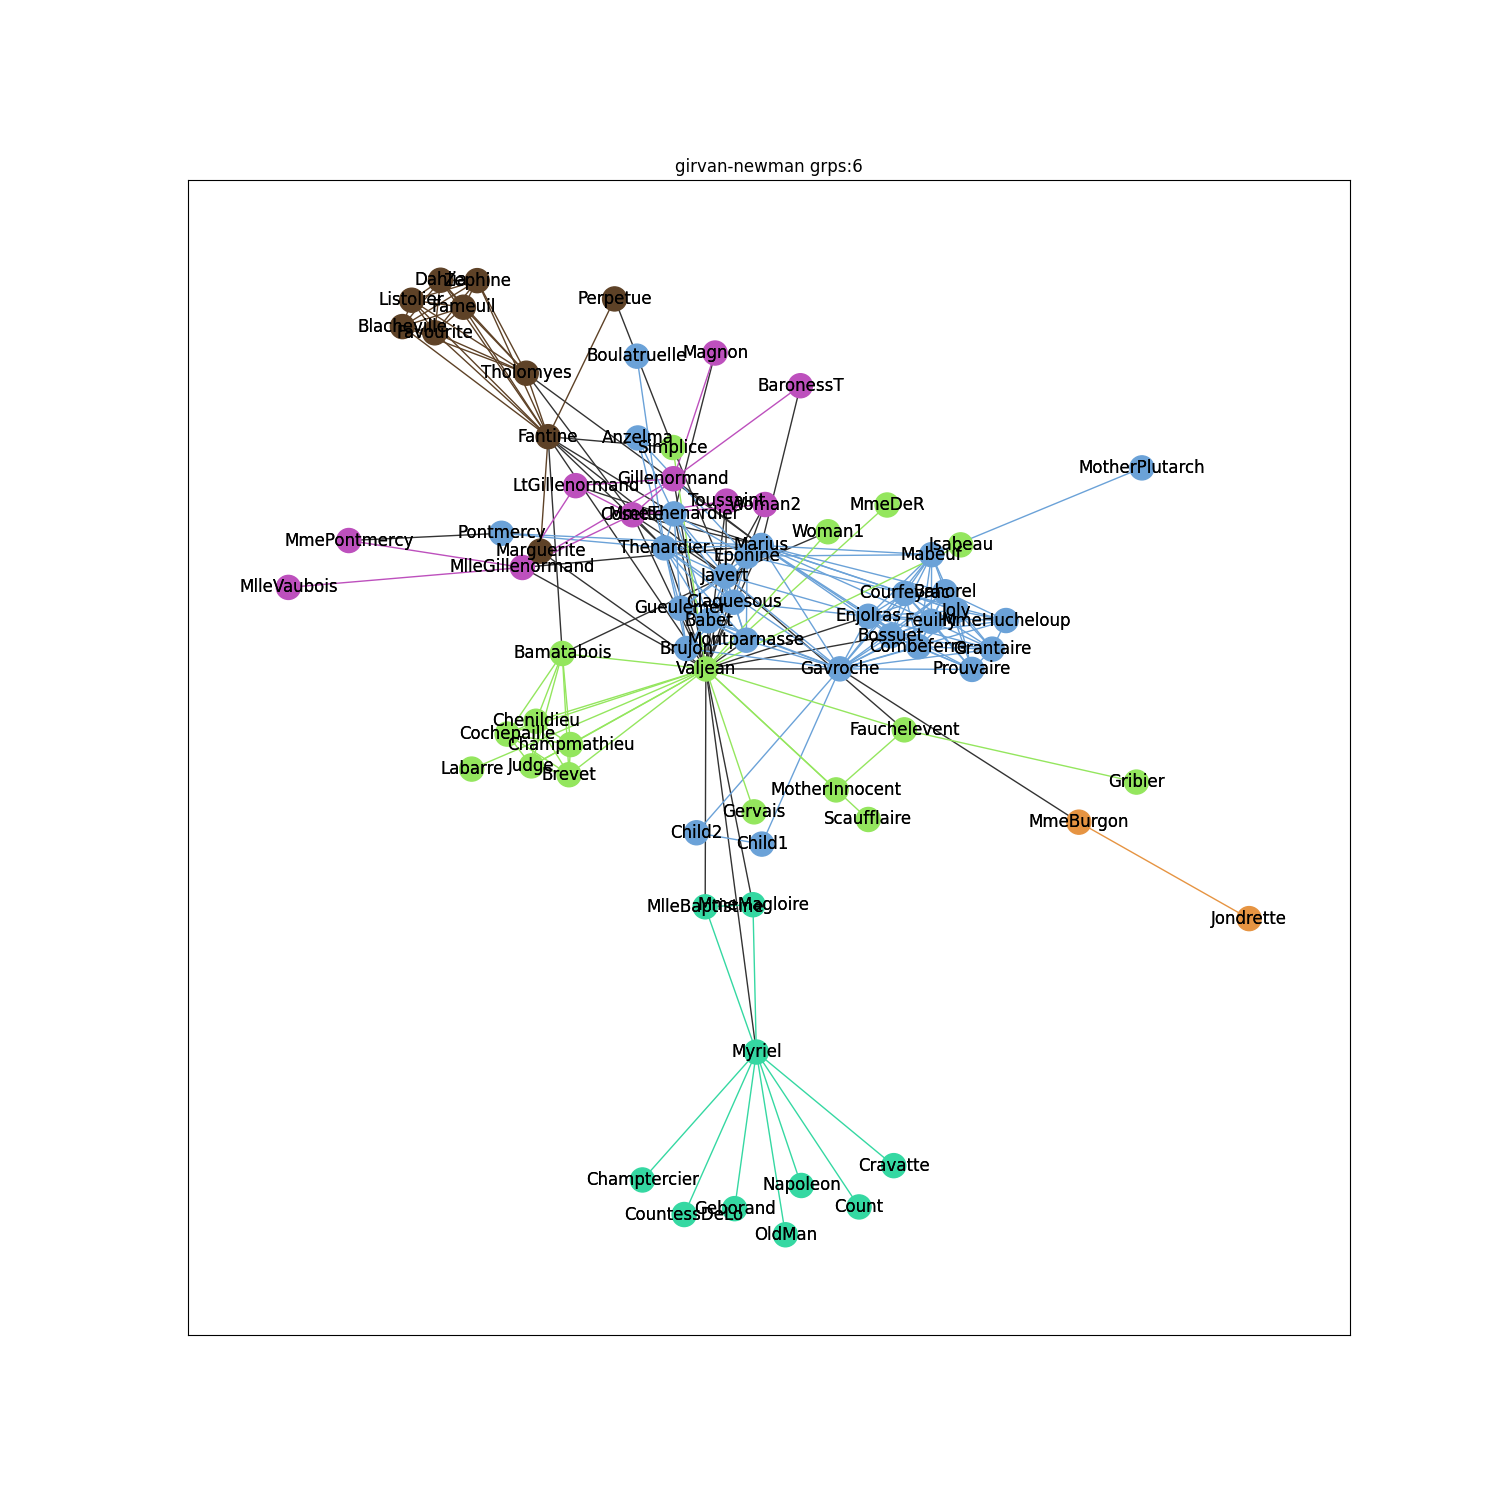 girvan-newman grps:6
Dahlia
Zephine
Listolier
Fameuil
Perpetue
Blacheville
Favourite
Boulatruelle
Magnon
Tholomyes
BaronessT
Fantine
Anzelma
Simplice
MotherPlutarch
Gillenormand
LtGillenormand
Toussaint
Woman2
MmeDeR
Cosette
MmeThenardier
Pontmercy
Woman1
MmePontmercy
Marguerite
Thenardier
Marius
Isabeau
Eponine
Mabeuf
MlleGillenormand
Javert
MlleVaubois
Courfeyrac
Bahorel
Gueulemer
Claquesous
Joly
Babet
Enjolras
Feuilly
MmeHucheloup
Bossuet
Montparnasse
Brujon
Combeferre
Grantaire
Bamatabois
Valjean
Gavroche
Prouvaire
Chenildieu
Cochepaille
Fauchelevent
Champmathieu
Labarre
Judge
Brevet
Gribier
MotherInnocent
Gervais
Scaufflaire
MmeBurgon
Child2
Child1
MlleBaptistine
MmeMagloire
Jondrette
Myriel
Cravatte
Champtercier
Napoleon
CountessDeLo
Geborand
Count
OldMan